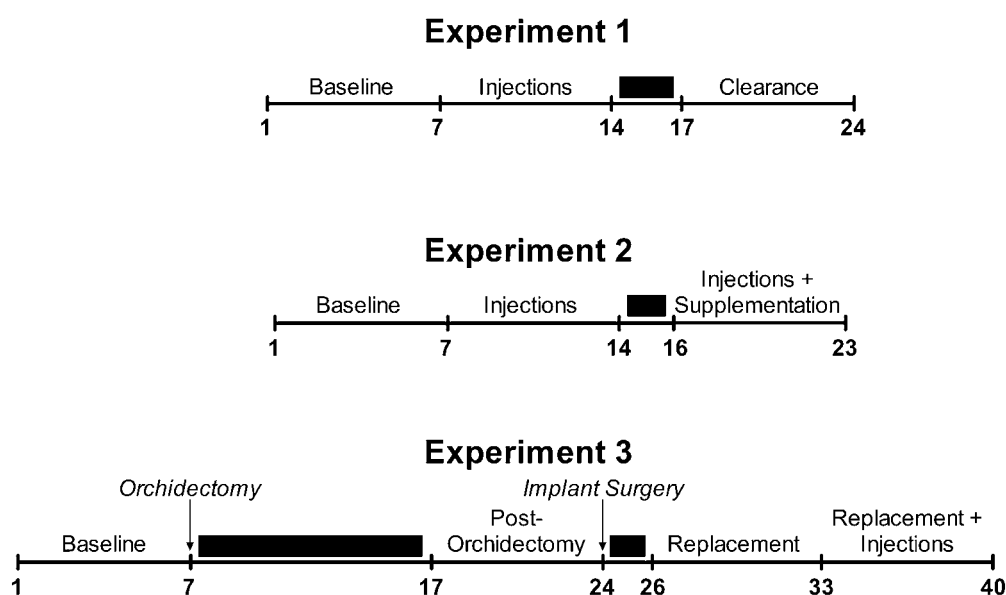 Experiment 1
Baseline Injections Clearance
1 7 14 17 24
Experiment 2
Injections +
Baseline Injections Supplementation
1 7 14 16 23
Experiment 3
Orchidectomy Implant Surgery
Post- Replacement +
Baseline Orchidectomy Replacement Injections
1 7 17 24 26 33 40